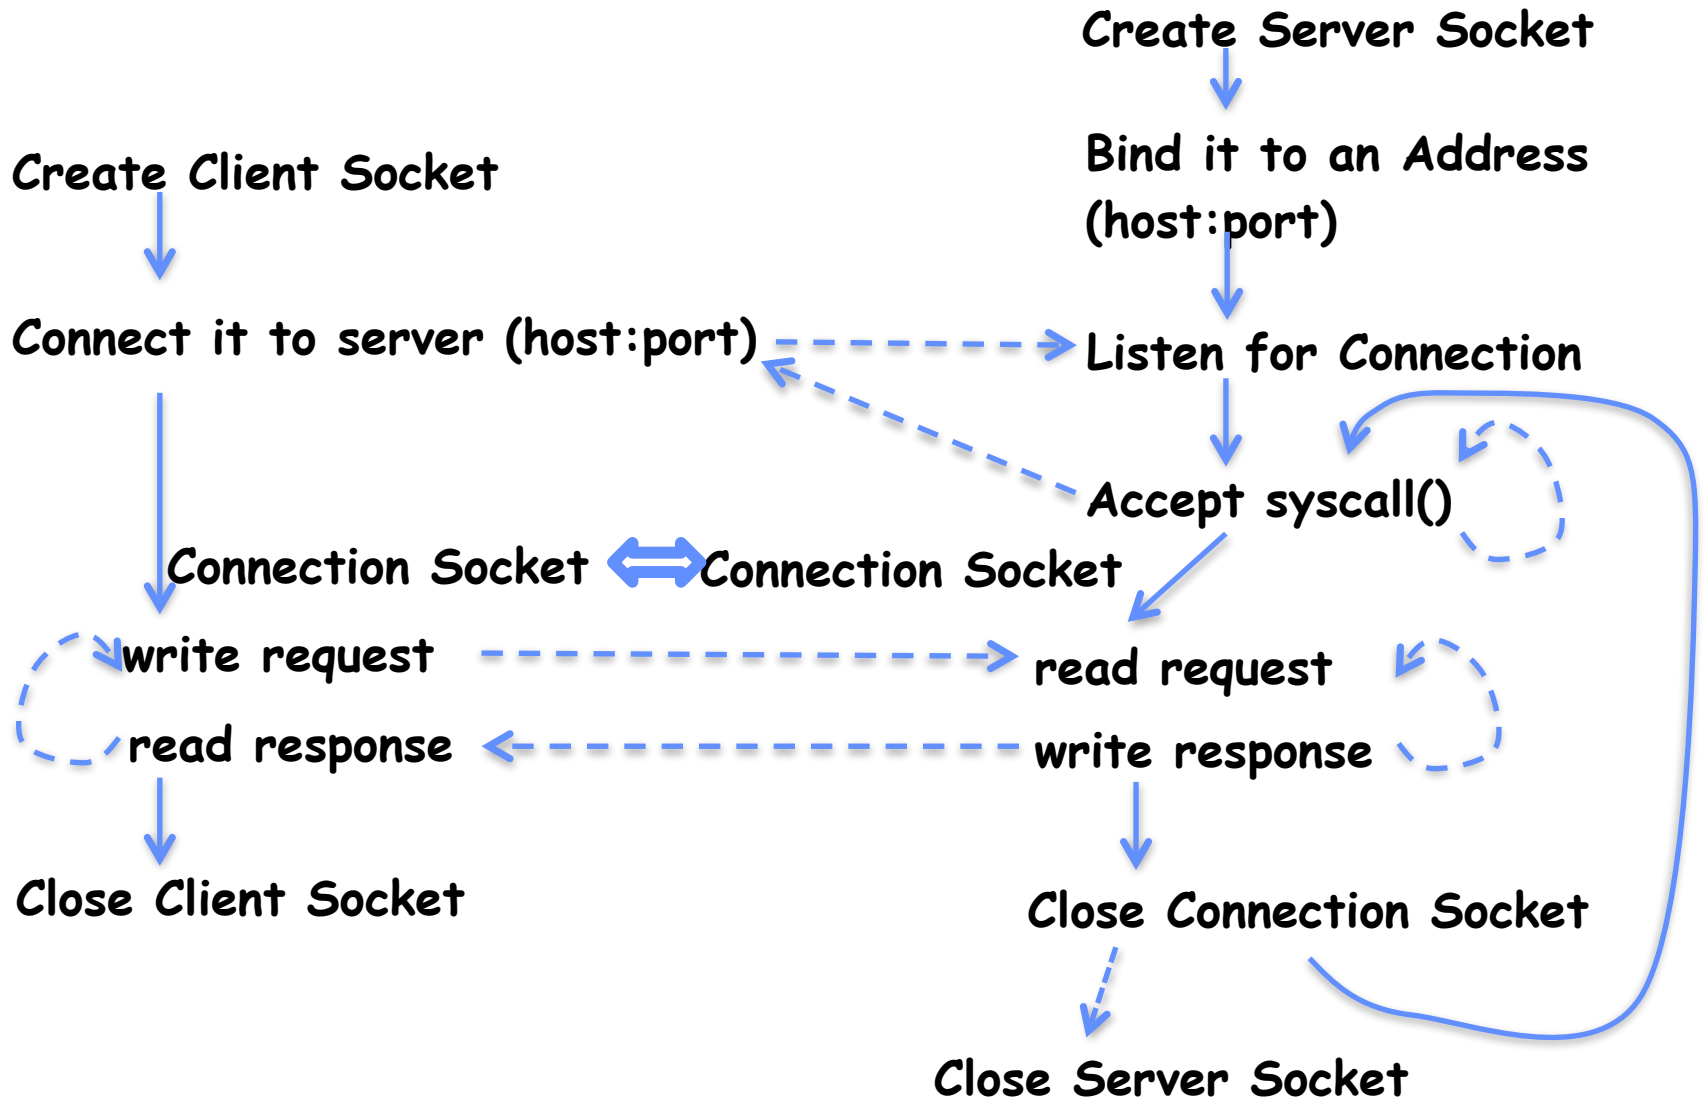 Create Server Socket
Bind it to an Address
(host:port)
Create Client Socket
Connect it to server (host:port)
Listen for Connection
Accept syscall()
Connection Socket
Connection Socket
write request
read request
read response
write response
Close Client Socket
Close Connection Socket
Close Server Socket